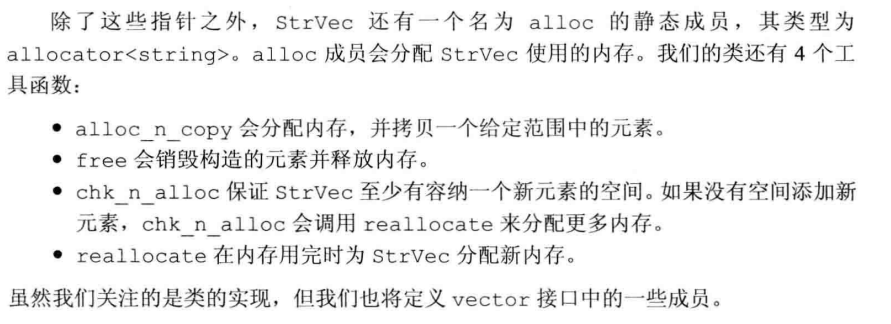 除了这些指针之外，StrVec 还有一个名为 alloc 的静态成员，其类型为
allocator<string>。alloc 成员会分配 StrVec 使用的内存。我们的类还有 4 个工
具函数：
• alloc_n_copy 会分配内存，并拷贝一个给定范围中的元素。
• free 会销毁构造的元素并释放内存。
• chk_n_alloc 保证 StrVec 至少有容纳一个新元素的空间。如果没有空间添加新
元素，chk_n_alloc 会调用 reallocate 来分配更多内存。
• reallocate 在内存用完时为 StrVec 分配新内存。
虽然我们关注的是类的实现，但我们也将定义 vector 接口中的一些成员。